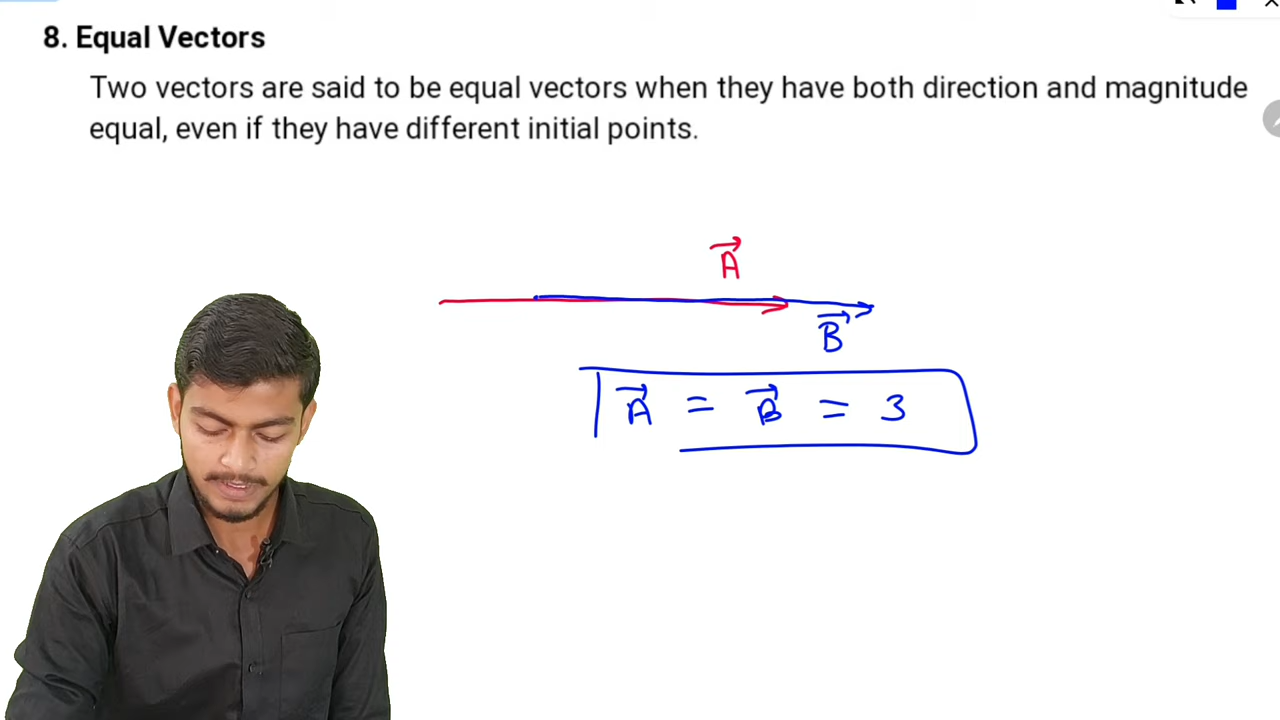 8. Equal Vectors
Two vectors are said to be equal vectors when they have both direction and magnitude
equal, even if they have different initial points.
A⃗
B⃗
A⃗ = B⃗ = 3